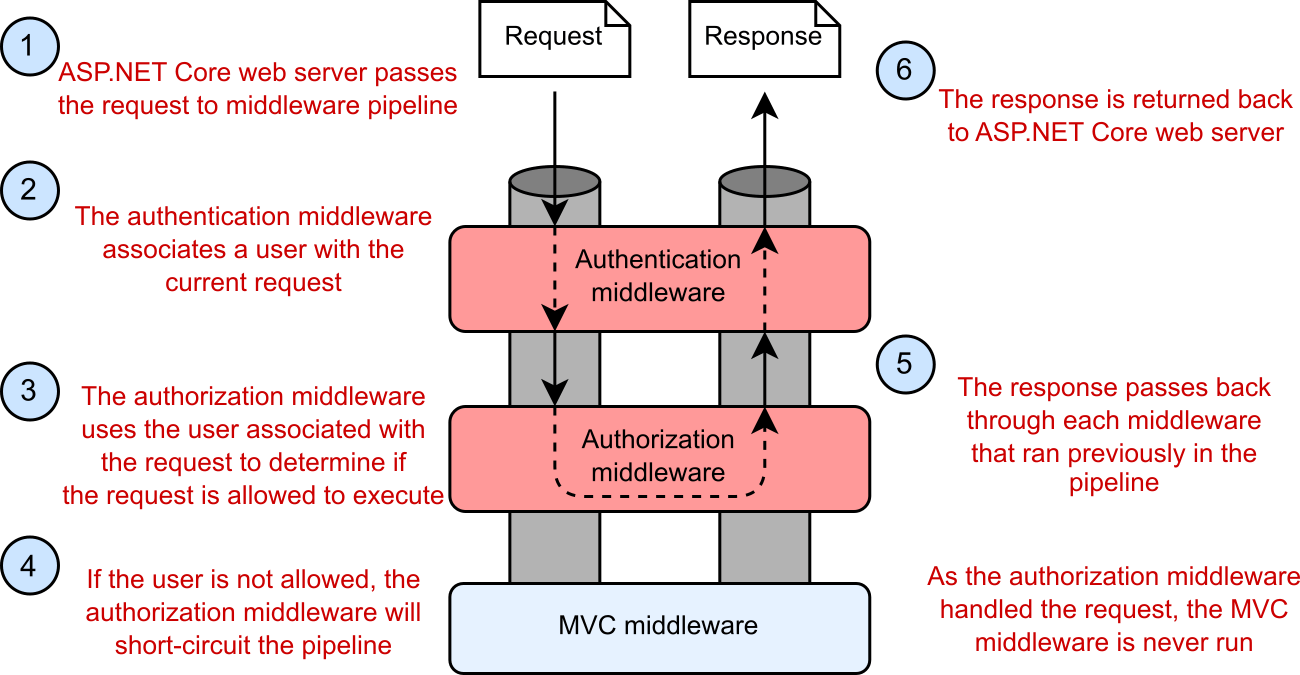 Request
Response
1
ASP.NET Core web server passes
the request to middleware pipeline
6
The response is returned back
to ASP.NET Core web server
2
The authentication middleware
associates a user with the
current request
Authentication
middleware
3
The authorization middleware
uses the user associated with
the request to determine if
the request is allowed to execute
Authorization
middleware
5
The response passes back
through each middleware
that ran previously in the
pipeline
4
If the user is not allowed, the
authorization middleware will
short-circuit the pipeline
MVC middleware
As the authorization middleware
handled the request, the MVC
middleware is never run